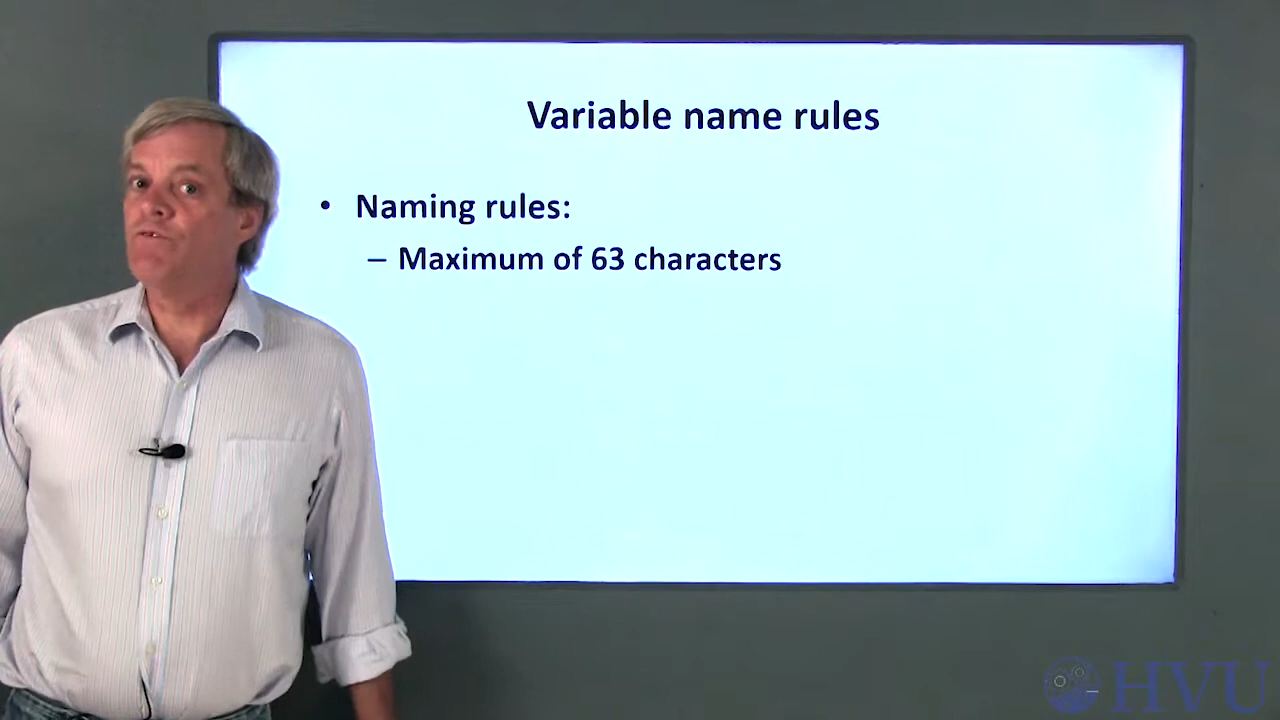 Variable name rules
• Naming rules:
– Maximum of 63 characters
HVU